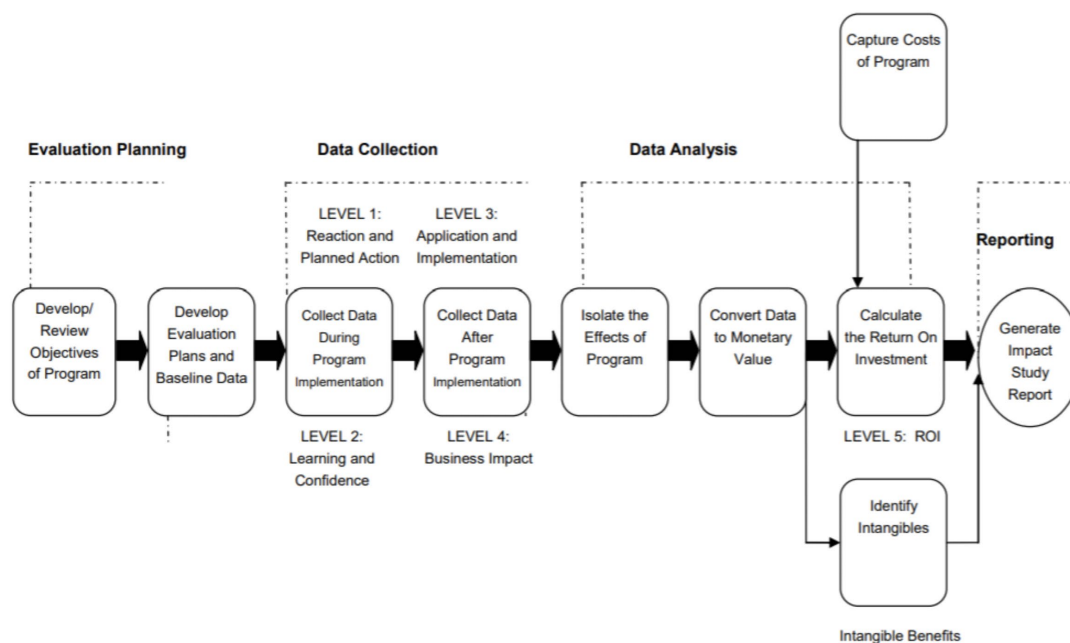 Capture Costs
of Program
Evaluation Planning
Data Collection
Data Analysis
LEVEL 1:
Reaction and
Planned Action
LEVEL 3:
Application and
Implementation
Reporting
Develop/
Review
Objectives
of Program
Develop
Evaluation
Plans and
Baseline Data
Collect Data
During
Program
Implementation
Collect Data
After
Program
Implementation
Isolate the
Effects of
Program
Convert Data
to Monetary
Value
Calculate
the Return On
Investment
Generate
Impact
Study
Report
LEVEL 2:
Learning and
Confidence
LEVEL 4:
Business Impact
LEVEL 5: ROI
Identify
Intangibles
Intangible Benefits